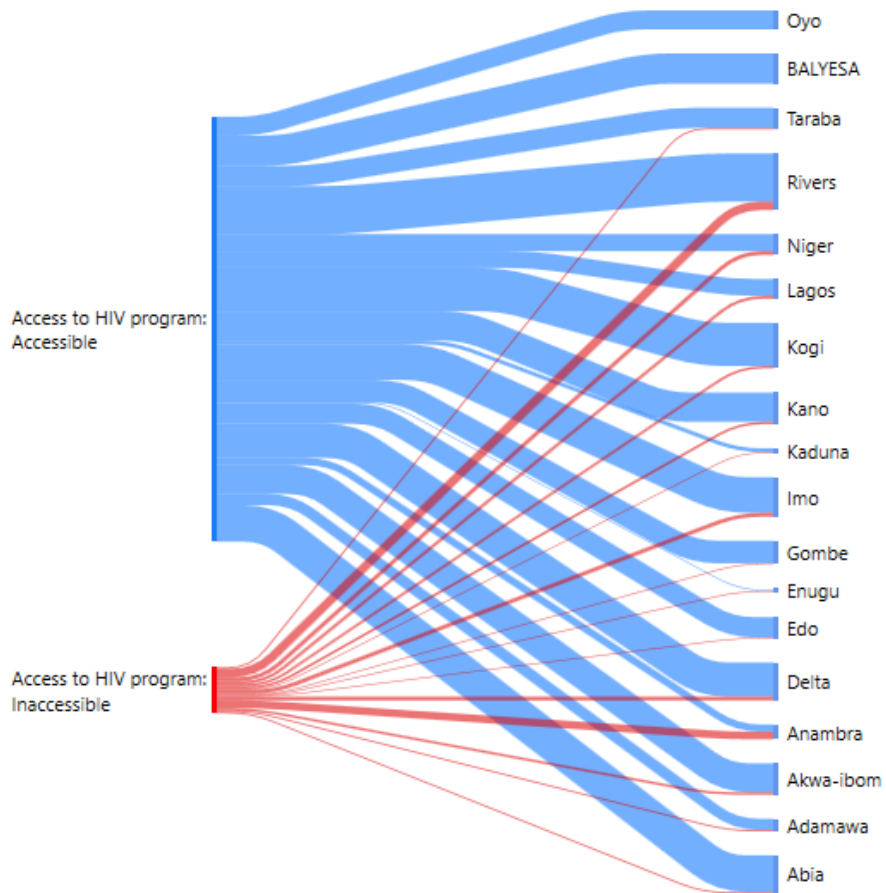 Oyo
BALYESA
Taraba
Rivers
Niger
Lagos
Access to HIV program:
Accessible
Kogi
Kano
Kaduna
Imo
Gombe
Enugu
Edo
Access to HIV program:
Inaccessible
Delta
Anambra
Akwa-ibom
Adamawa
Abia